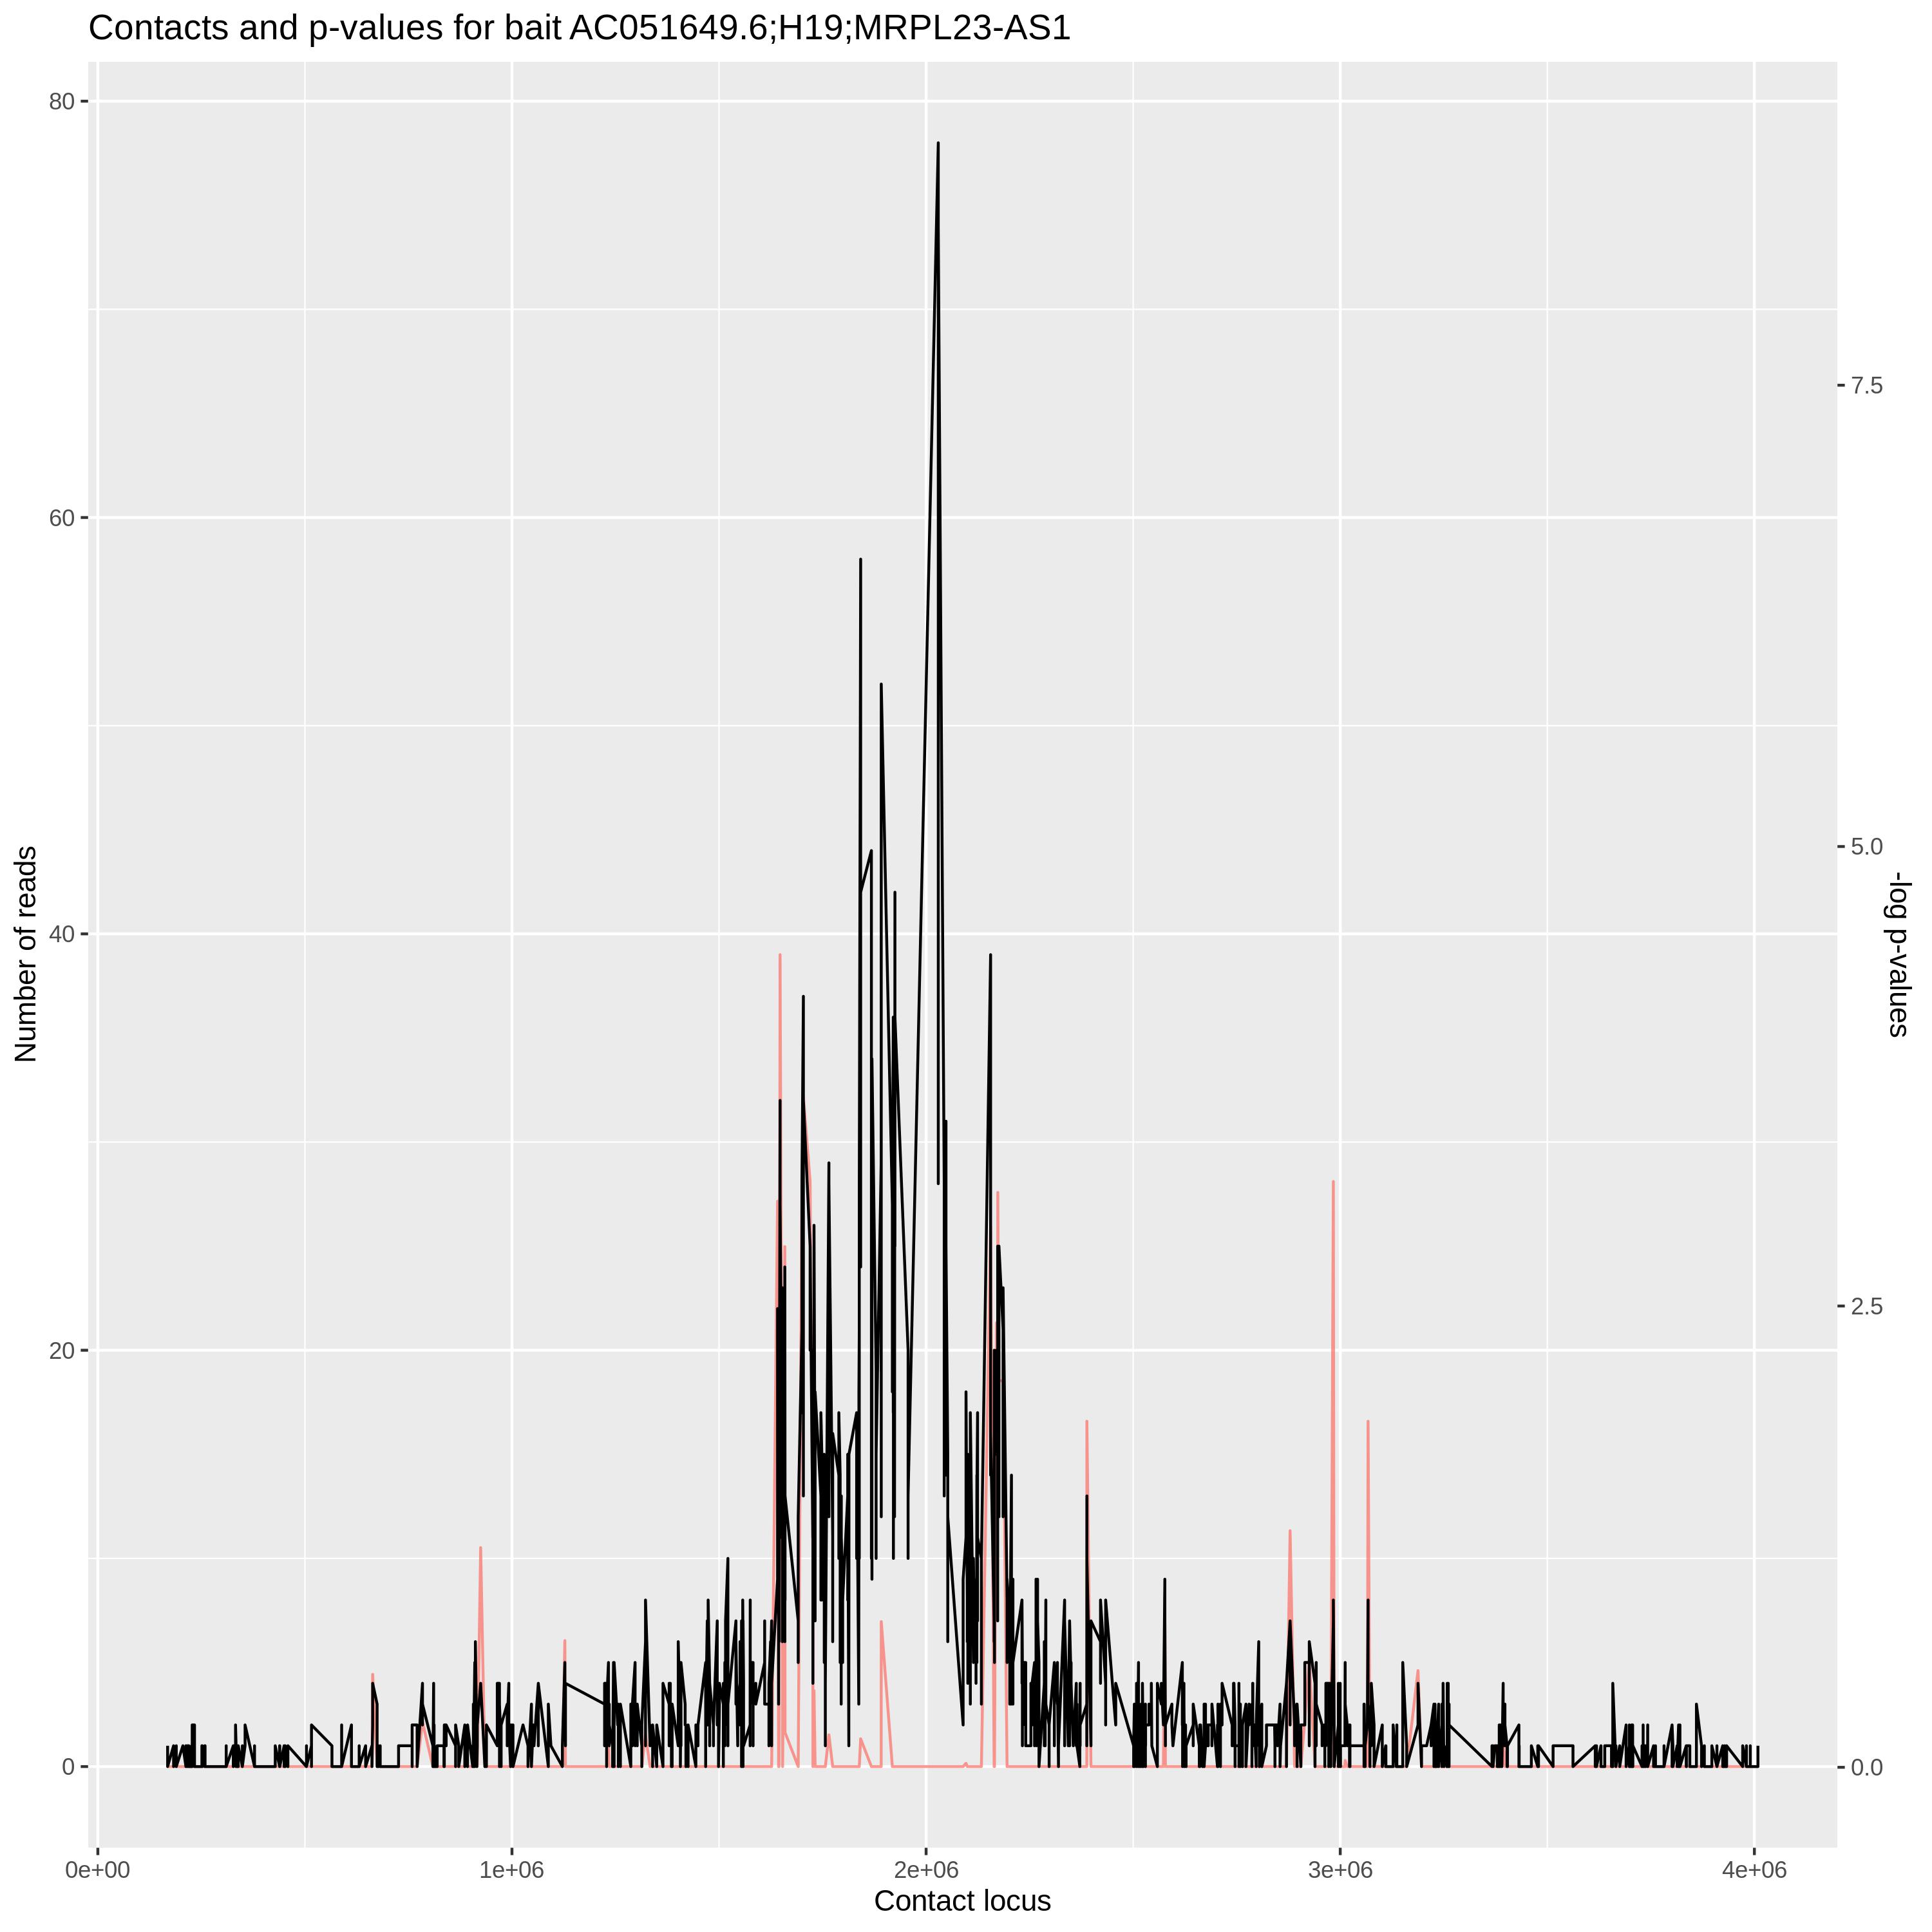 Contacts and p-values for bait AC051649.6;H19;MRPL23-AS1
80
60
40
20
0
Number of reads
7.5
5.0
2.5
0.0
-log p-values
0e+00
1e+06
2e+06
3e+06
4e+06
Contact locus